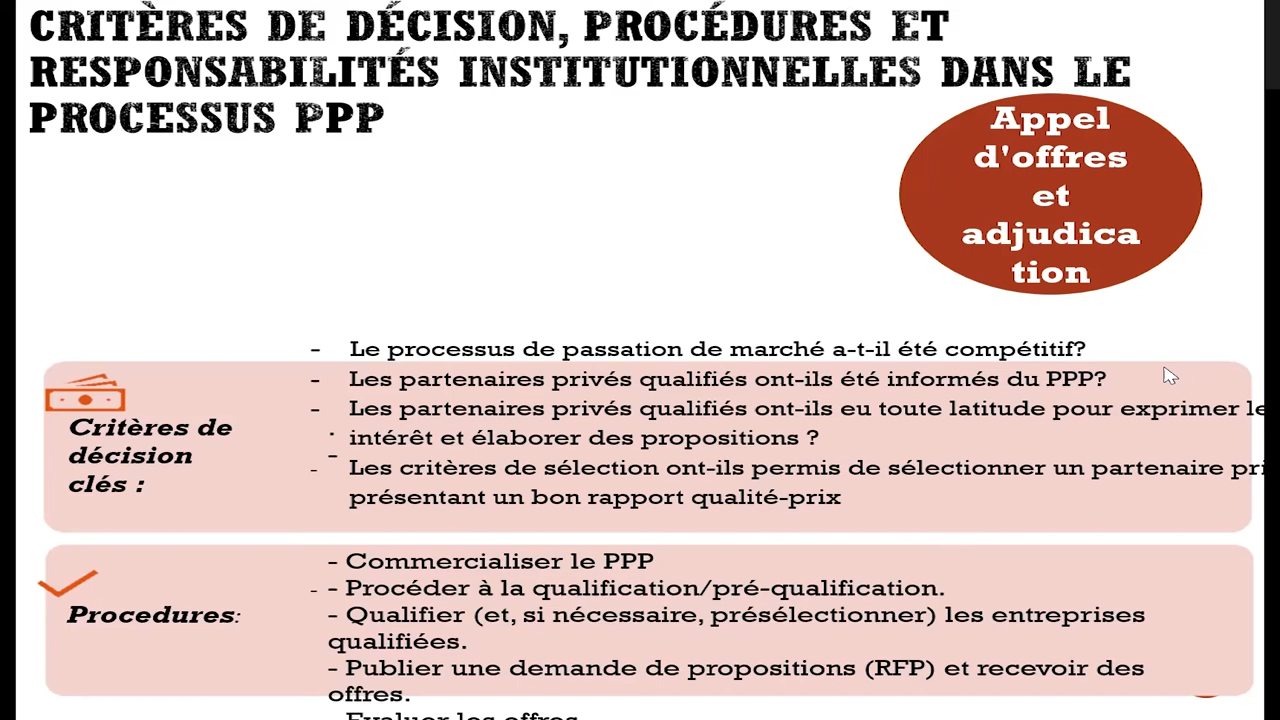 CRITÈRES DE DÉCISION, PROCÉDURES ET
RESPONSABILITÉS INSTITUTIONNELLES DANS LE
PROCESSUS PPP
Appel
d'offres
et
adjudica
tion
- Le processus de passation de marché a-t-il été compétitif?
- Les partenaires privés qualifiés ont-ils été informés du PPP?
- Les partenaires privés qualifiés ont-ils eu toute latitude pour exprimer le
intérêt et élaborer des propositions ?
- Les critères de sélection ont-ils permis de sélectionner un partenaire pri
présentant un bon rapport qualité-prix
Critères de
décision
clés :
- Commercialiser le PPP
- - Procéder à la qualification/pré-qualification.
- Qualifier (et, si nécessaire, présélectionner) les entreprises
qualifiées.
- Publier une demande de propositions (RFP) et recevoir des
offres.
- Evaluer les offres
Procedures: